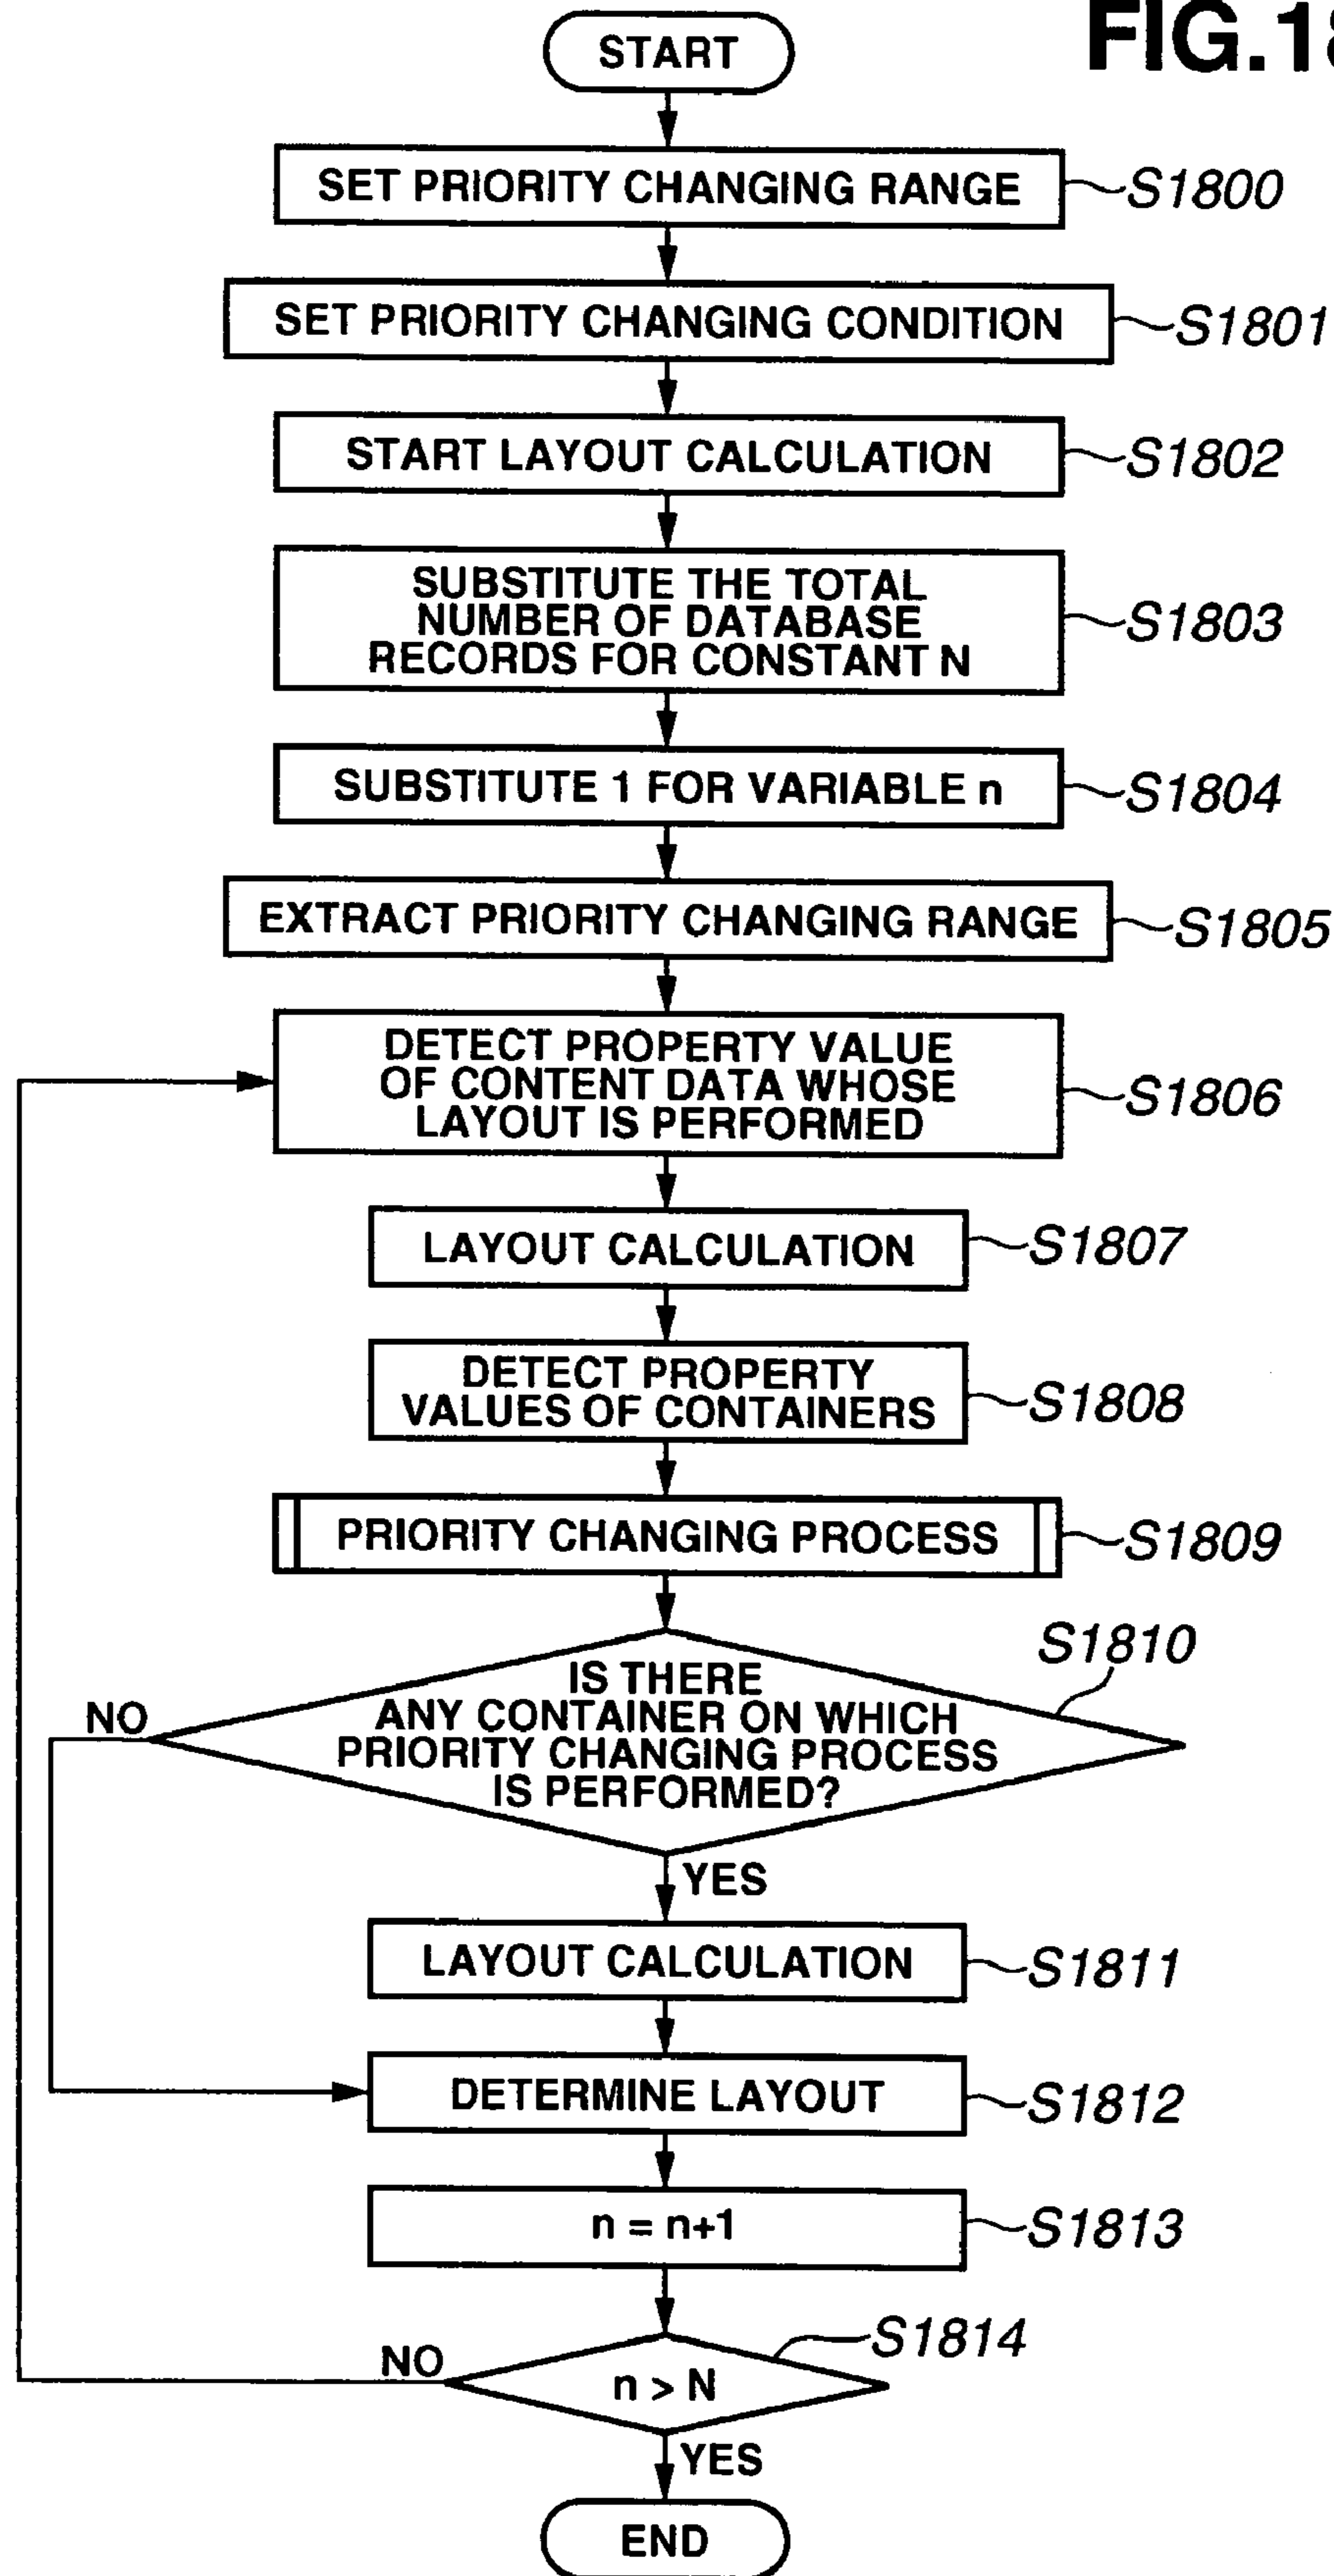 FIG.18
START
SET PRIORITY CHANGING RANGE
S1800
SET PRIORITY CHANGING CONDITION
S1801
START LAYOUT CALCULATION
S1802
SUBSTITUTE THE TOTAL
NUMBER OF DATABASE
RECORDS FOR CONSTANT N
S1803
SUBSTITUTE 1 FOR VARIABLE n
S1804
EXTRACT PRIORITY CHANGING RANGE
S1805
DETECT PROPERTY VALUE
OF CONTENT DATA WHOSE
LAYOUT IS PERFORMED
S1806
LAYOUT CALCULATION
S1807
DETECT PROPERTY
VALUES OF CONTAINERS
S1808
PRIORITY CHANGING PROCESS
S1809
S1810
IS THERE
ANY CONTAINER ON WHICH
PRIORITY CHANGING PROCESS
IS PERFORMED?
NO
YES
LAYOUT CALCULATION
S1811
DETERMINE LAYOUT
S1812
n = n+1
S1813
S1814
NO
n > N
YES
END